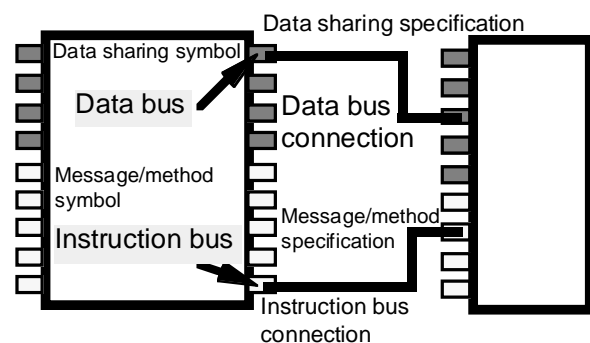 Data sharing specification
Data sharing symbol
Data bus
Data bus
connection
Message/method
symbol
Message/method
specification
Instruction bus
Instruction bus
connection